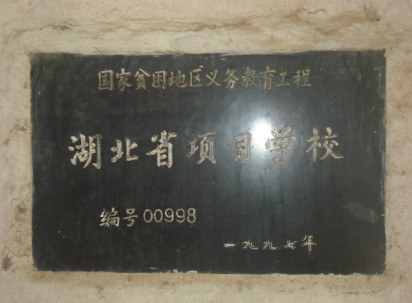 国家贫困地区义务教育工程
湖北省项目学校
编号00998
一九九七年